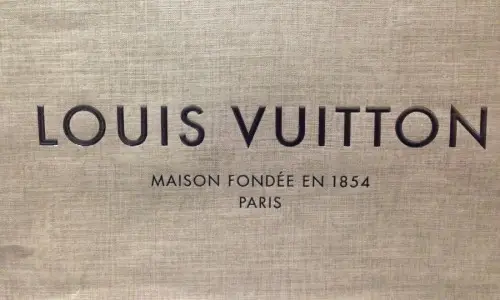 LOUIS VUITTON
MAISON FONDÉE EN 1854
PARIS